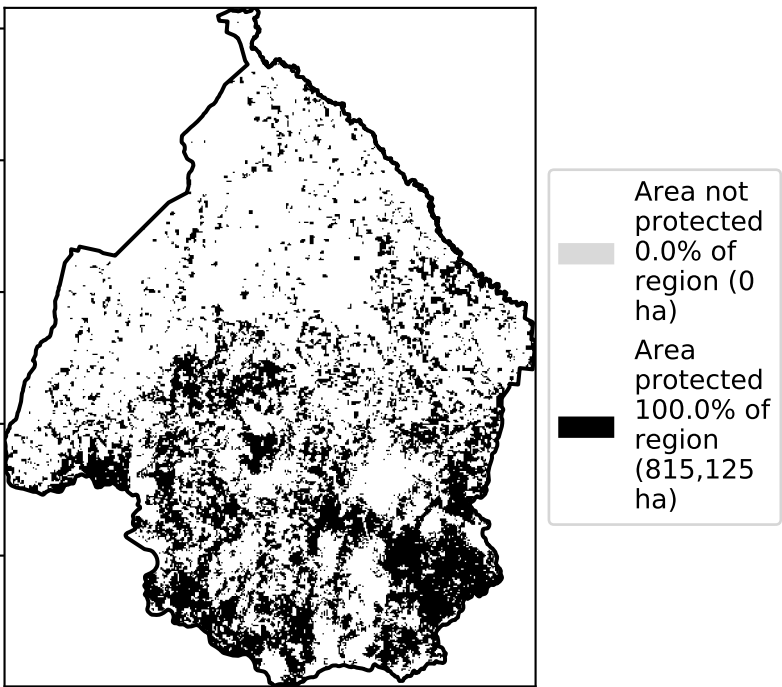 Area not
protected
0.0% of
region (0
ha)
Area
protected
100.0% of
region
(815,125
ha)